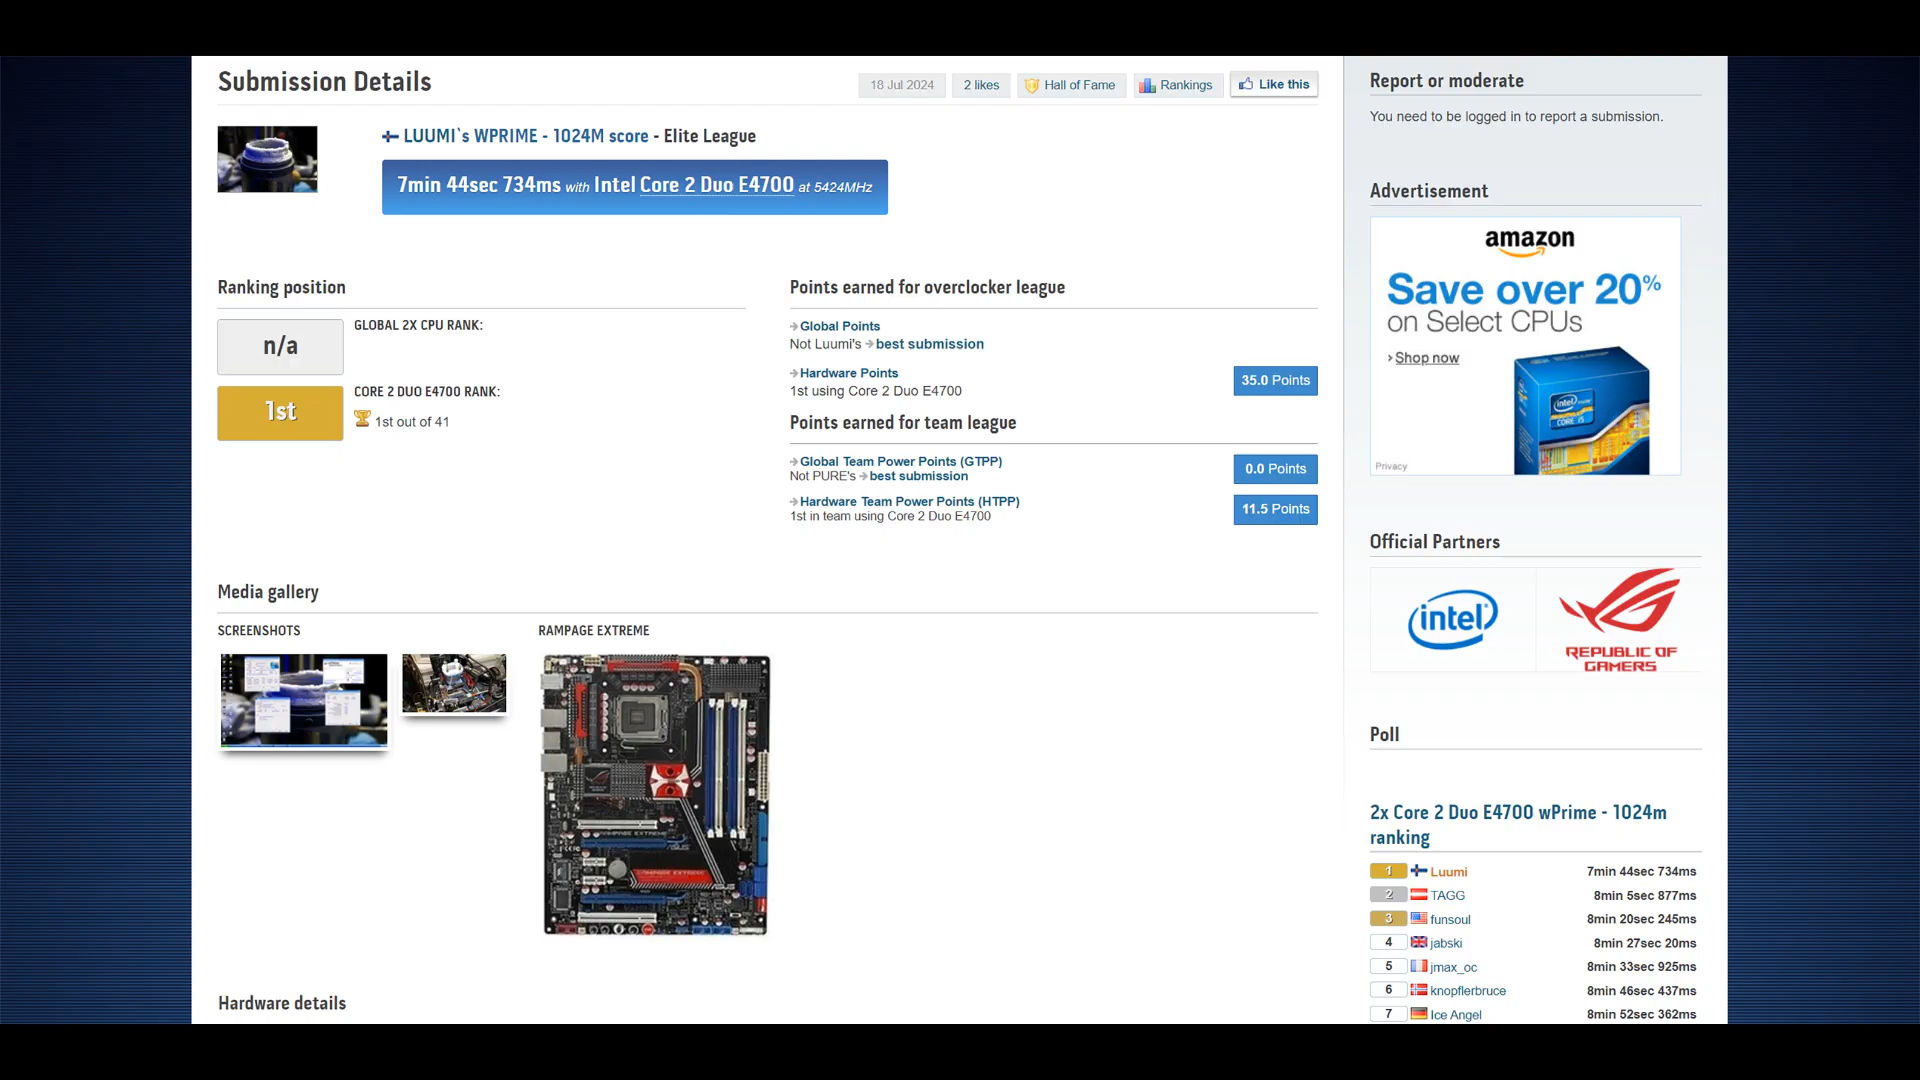 Submission Details
18 Jul 2024
2 likes
Hall of Fame
Rankings
Like this
LUUMI`s WPRIME - 1024M score - Elite League
7min 44sec 734ms with Intel Core 2 Duo E4700 at 5424MHz
Ranking position
n/a
GLOBAL 2X CPU RANK:
1st
CORE 2 DUO E4700 RANK:
1st out of 41
Points earned for overclocker league
Global Points
Not Luumi's best submission
Hardware Points
1st using Core 2 Duo E4700
35.0 Points
Points earned for team league
Global Team Power Points (GTPP)
Not PURE's best submission
0.0 Points
Hardware Team Power Points (HTPP)
1st in team using Core 2 Duo E4700
11.5 Points
Media gallery
SCREENSHOTS
RAMPAGE EXTREME
RAMPAGE EXTREME
Hardware details
Report or moderate
You need to be logged in to report a submission.
Advertisement
amazon
Save over 20%
on Select CPUs
Shop now
intel
CORE i5
Privacy
Official Partners
intel
REPUBLIC OF
GAMERS
Poll
2x Core 2 Duo E4700 wPrime - 1024m
ranking
1 Luumi 7min 44sec 734ms
2 TAGG 8min 5sec 877ms
3 funsoul 8min 20sec 245ms
4 jabski 8min 27sec 20ms
5 jmax_oc 8min 33sec 925ms
6 knopflerbruce 8min 46sec 437ms
7 Ice Angel 8min 52sec 362ms